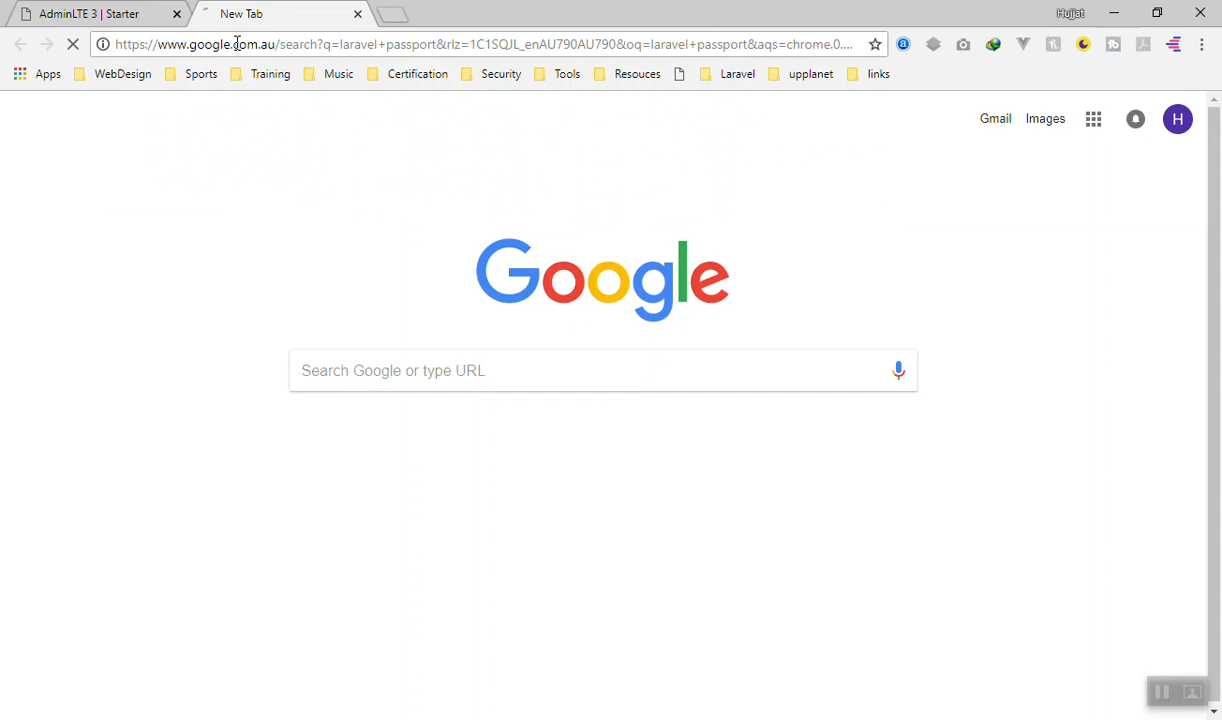 AdminLTE 3 | Starter
New Tab
Hujjat
https://www.google.com.au/search?q=laravel+passport&rlz=1C1SQJL_enAU790AU790&oq=laravel+passport&aqs=chrome.0....
Apps WebDesign Sports Training Music Certification Security Tools Resouces Laravel upplanet links
Gmail Images H
Google
Search Google or type URL